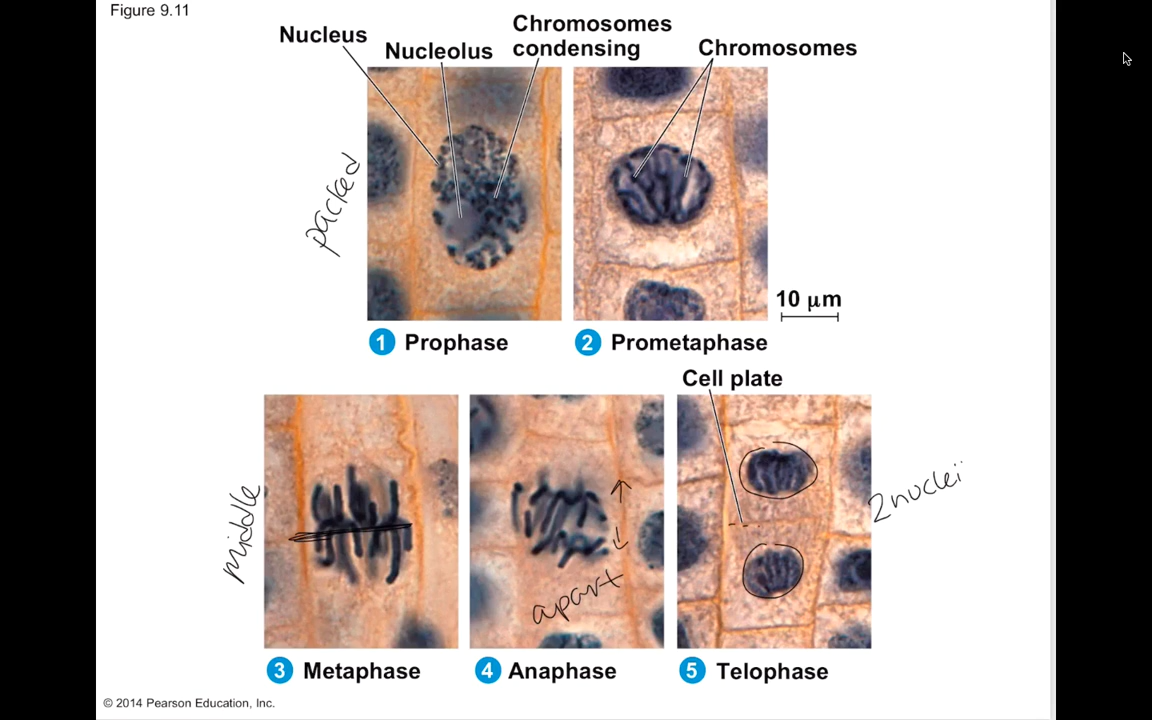 Figure 9.11
Nucleus
Nucleolus
Chromosomes
condensing
Chromosomes
packed
10 μm
1 Prophase
2 Prometaphase
Cell plate
middle
apart
2 nuclei
3 Metaphase
4 Anaphase
5 Telophase
© 2014 Pearson Education, Inc.